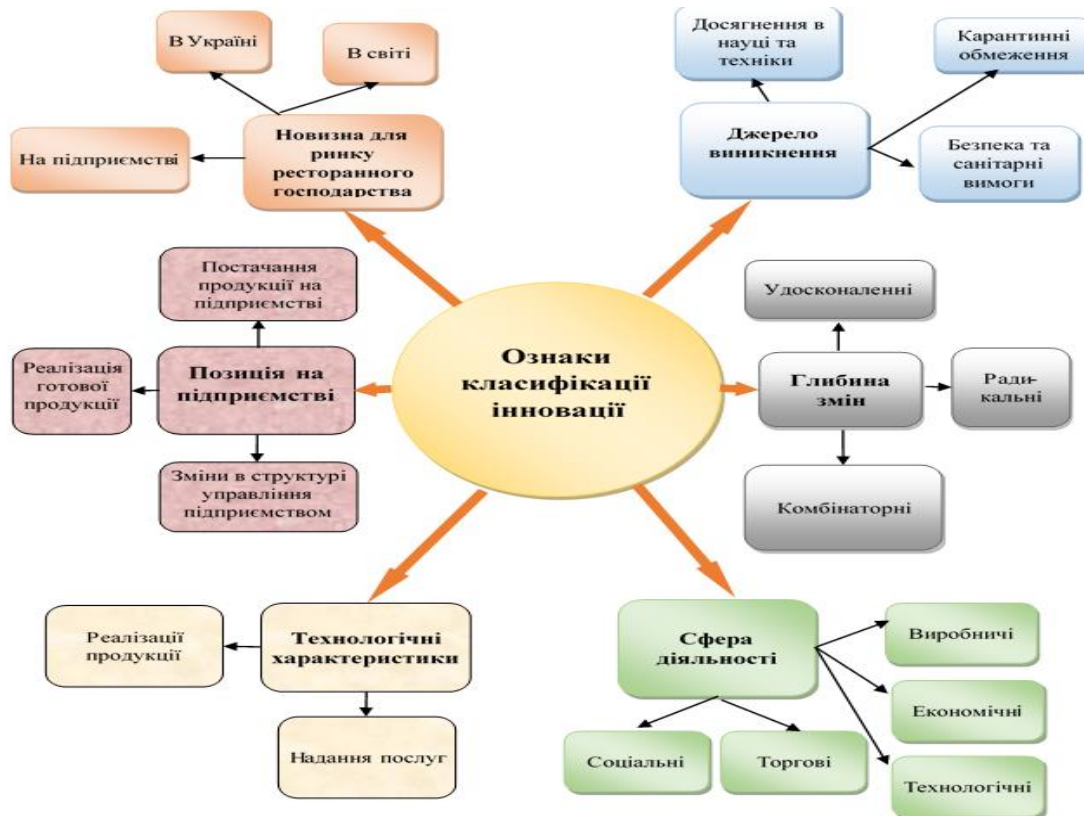 В Україні
В світі
На підприємстві
Новизна для
ринку
ресторанного
господарства
Досягнення в
науці та
техніки
Карантинні
обмеження
Джерело
виникнення
Безпека та
санітарні
вимоги
Постачання
продукції на
підприємстві
Реалізація
готової
продукції
Позиція на
підприємстві
Зміни в структурі
управління
підприємством
Ознаки
класифікації
інновації
Удосконаленні
Глибина
змін
Ради-
кальні
Комбінаторні
Реалізації
продукції
Технологічні
характеристики
Надання послуг
Сфера
діяльності
Виробничі
Економічні
Соціальні
Торгові
Технологічні